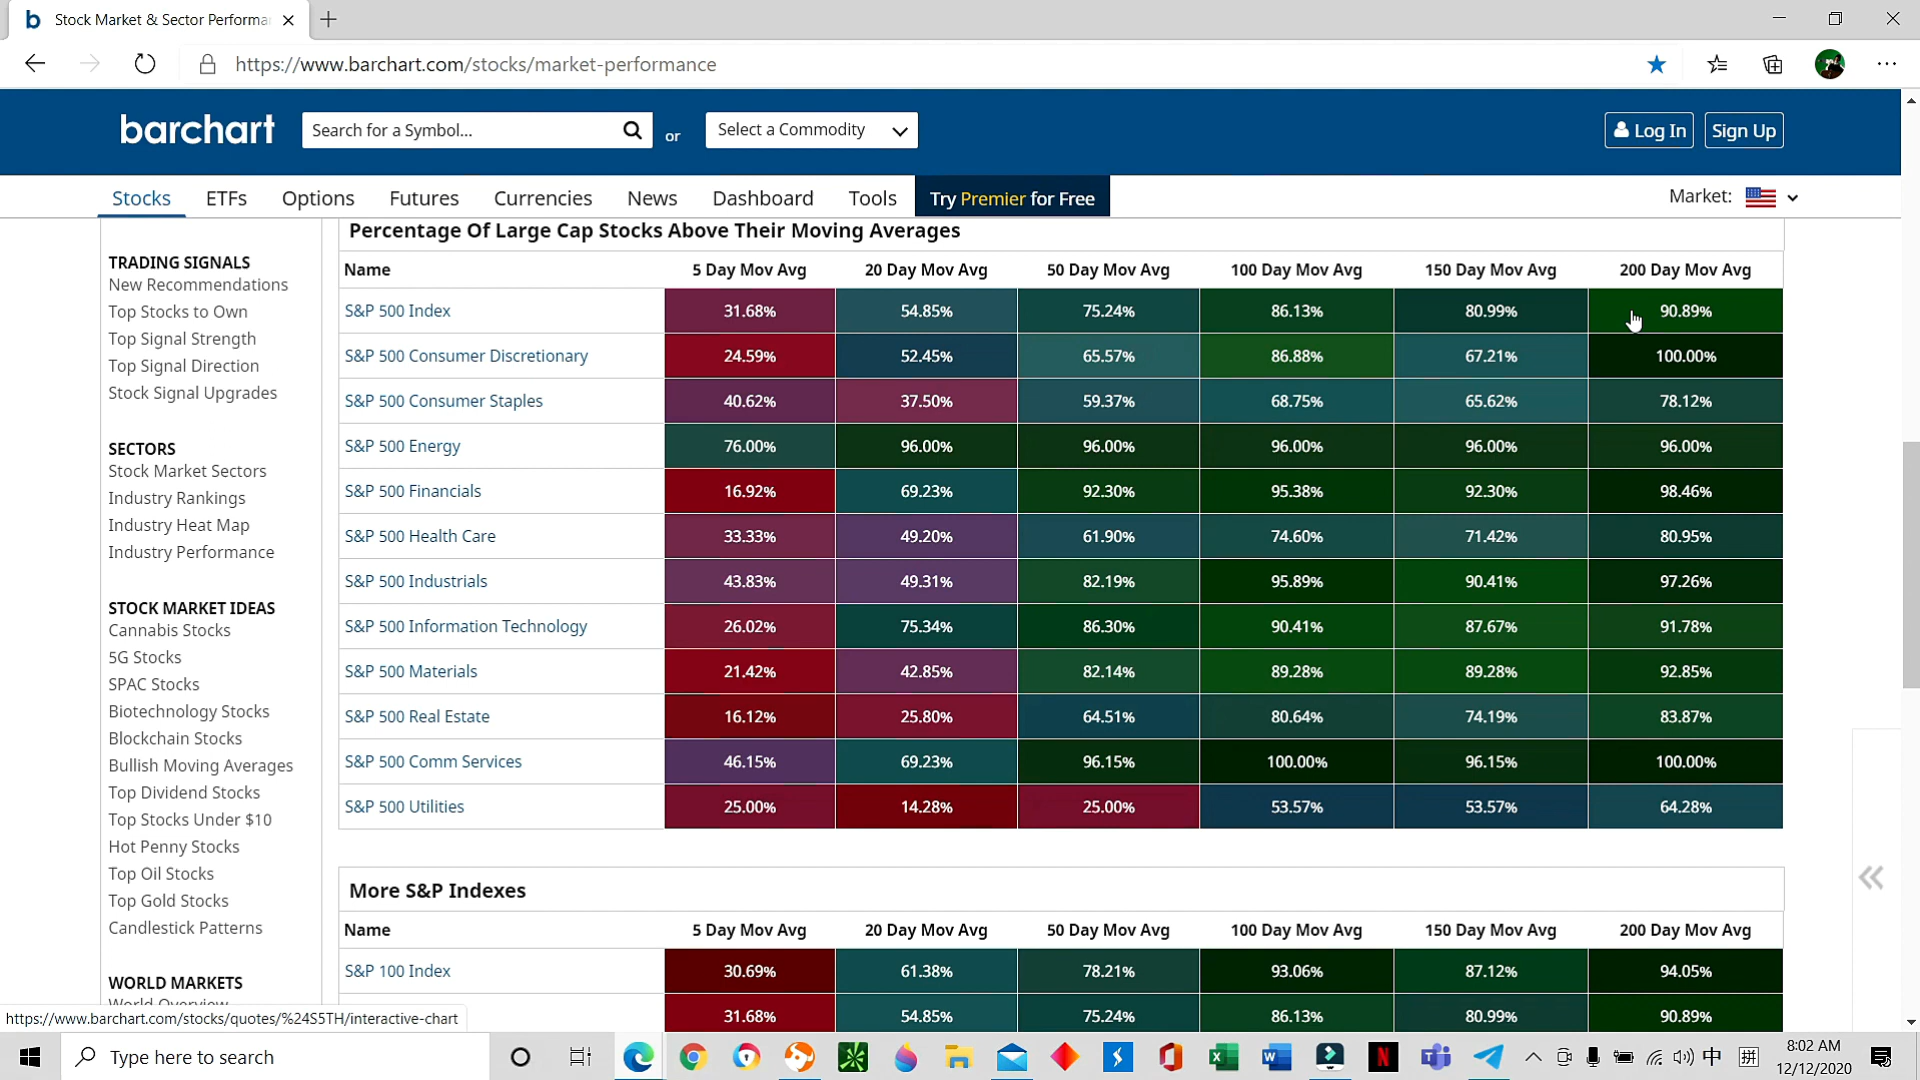 Stock Market & Sector Performa
https://www.barchart.com/stocks/market-performance
barchart
Search for a Symbol...
or
Select a Commodity
Log In
Sign Up
Stocks
ETFs
Options
Futures
Currencies
News
Dashboard
Tools
Try Premier for Free
Market:
TRADING SIGNALS
New Recommendations
Top Stocks to Own
Top Signal Strength
Top Signal Direction
Stock Signal Upgrades
SECTORS
Stock Market Sectors
Industry Rankings
Industry Heat Map
Industry Performance
STOCK MARKET IDEAS
Cannabis Stocks
5G Stocks
SPAC Stocks
Biotechnology Stocks
Blockchain Stocks
Bullish Moving Averages
Top Dividend Stocks
Top Stocks Under $10
Hot Penny Stocks
Top Oil Stocks
Top Gold Stocks
Candlestick Patterns
WORLD MARKETS
World Overview
Percentage Of Large Cap Stocks Above Their Moving Averages
Name 5 Day Mov Avg 20 Day Mov Avg 50 Day Mov Avg 100 Day Mov Avg 150 Day Mov Avg 200 Day Mov Avg
S&P 500 Index 31.68% 54.85% 75.24% 86.13% 80.99% 90.89%
S&P 500 Consumer Discretionary 24.59% 52.45% 65.57% 86.88% 67.21% 100.00%
S&P 500 Consumer Staples 40.62% 37.50% 59.37% 68.75% 65.62% 78.12%
S&P 500 Energy 76.00% 96.00% 96.00% 96.00% 96.00% 96.00%
S&P 500 Financials 16.92% 69.23% 92.30% 95.38% 92.30% 98.46%
S&P 500 Health Care 33.33% 49.20% 61.90% 74.60% 71.42% 80.95%
S&P 500 Industrials 43.83% 49.31% 82.19% 95.89% 90.41% 97.26%
S&P 500 Information Technology 26.02% 75.34% 86.30% 90.41% 87.67% 91.78%
S&P 500 Materials 21.42% 42.85% 82.14% 89.28% 89.28% 92.85%
S&P 500 Real Estate 16.12% 25.80% 64.51% 80.64% 74.19% 83.87%
S&P 500 Comm Services 46.15% 69.23% 96.15% 100.00% 96.15% 100.00%
S&P 500 Utilities 25.00% 14.28% 25.00% 53.57% 53.57% 64.28%
More S&P Indexes
Name 5 Day Mov Avg 20 Day Mov Avg 50 Day Mov Avg 100 Day Mov Avg 150 Day Mov Avg 200 Day Mov Avg
S&P 100 Index 30.69% 61.38% 78.21% 93.06% 87.12% 94.05%
31.68% 54.85% 75.24% 86.13% 80.99% 90.89%
https://www.barchart.com/stocks/quotes/%24S5TH/interactive-chart
Type here to search
中
拼
8:02 AM
12/12/2020